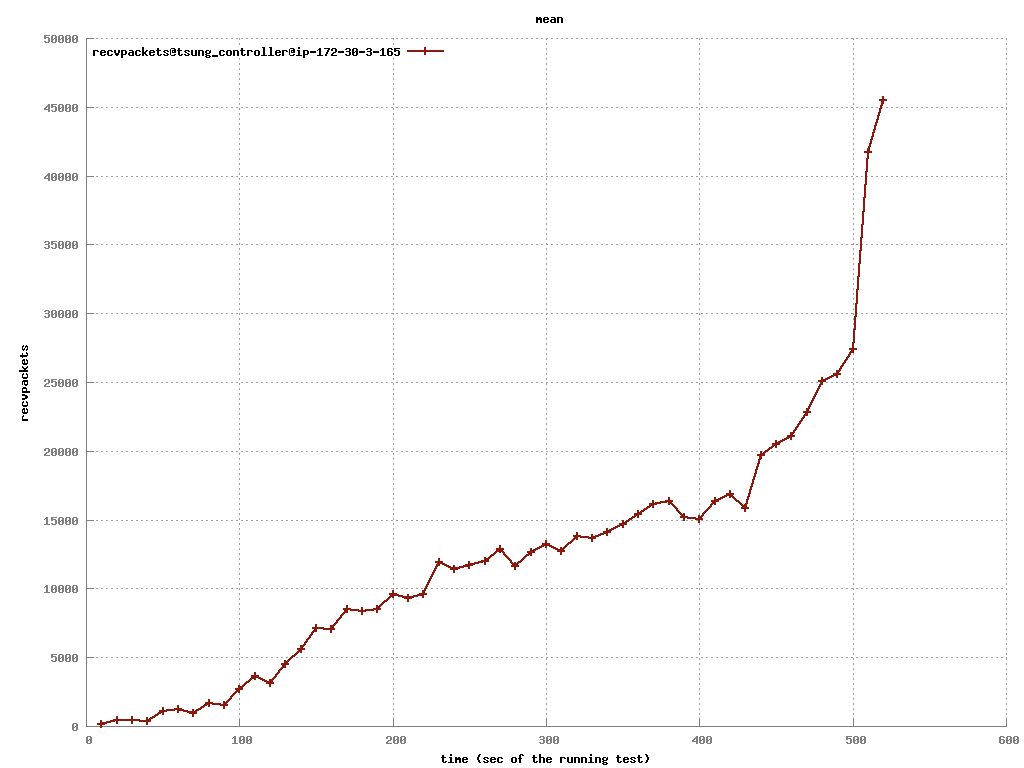 mean
recvpackets@tsung_controller@ip-172-30-3-165
50000
45000
40000
35000
30000
25000
20000
15000
10000
5000
0
recvpackets
0 100 200 300 400 500 600
time (sec of the running test)